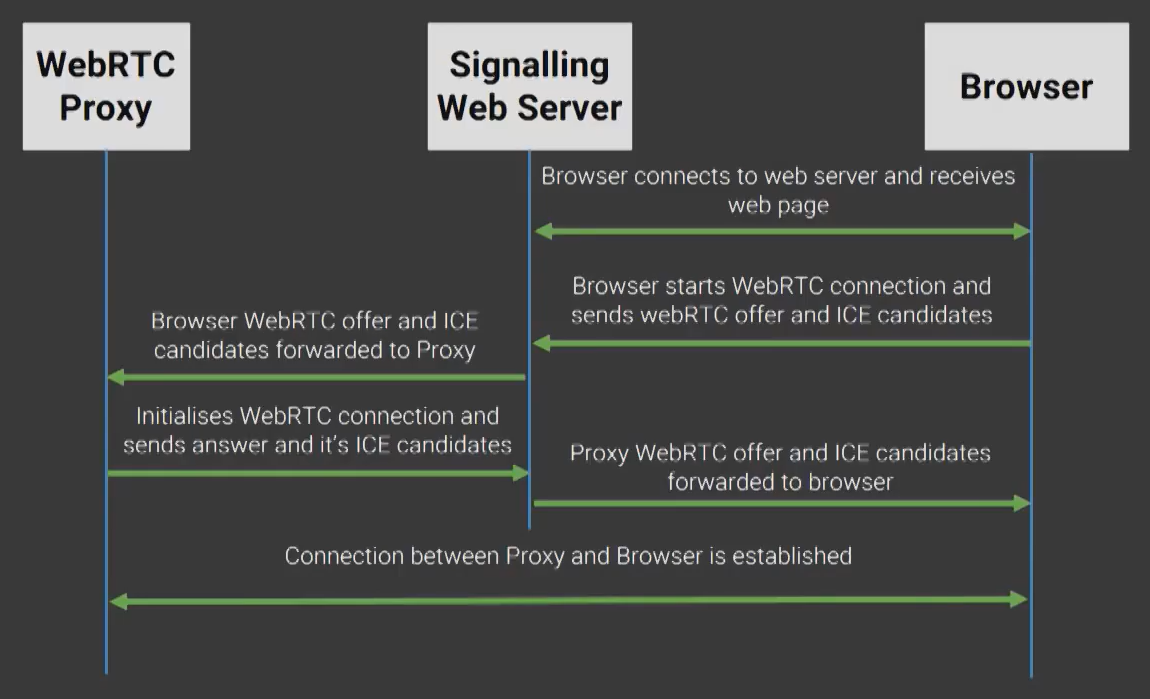 WebRTC
Proxy
Signalling
Web Server
Browser
Browser connects to web server and receives
web page
Browser starts WebRTC connection and
sends webRTC offer and ICE candidates
Browser WebRTC offer and ICE
candidates forwarded to Proxy
Initialises WebRTC connection and
sends answer and it's ICE candidates
Proxy WebRTC offer and ICE candidates
forwarded to browser
Connection between Proxy and Browser is established